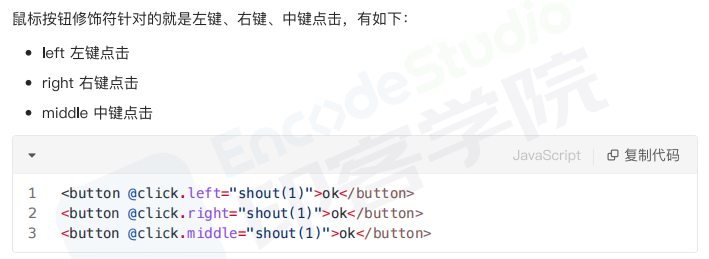 鼠标按钮修饰符针对的就是左键、右键、中键点击，有如下：
• left 左键点击
• right 右键点击
• middle 中键点击
EncodeStudio
印客学院
JavaScript 复制代码
1 <button @click.left="shout(1)">ok</button>
2 <button @click.right="shout(1)">ok</button>
3 <button @click.middle="shout(1)">ok</button>